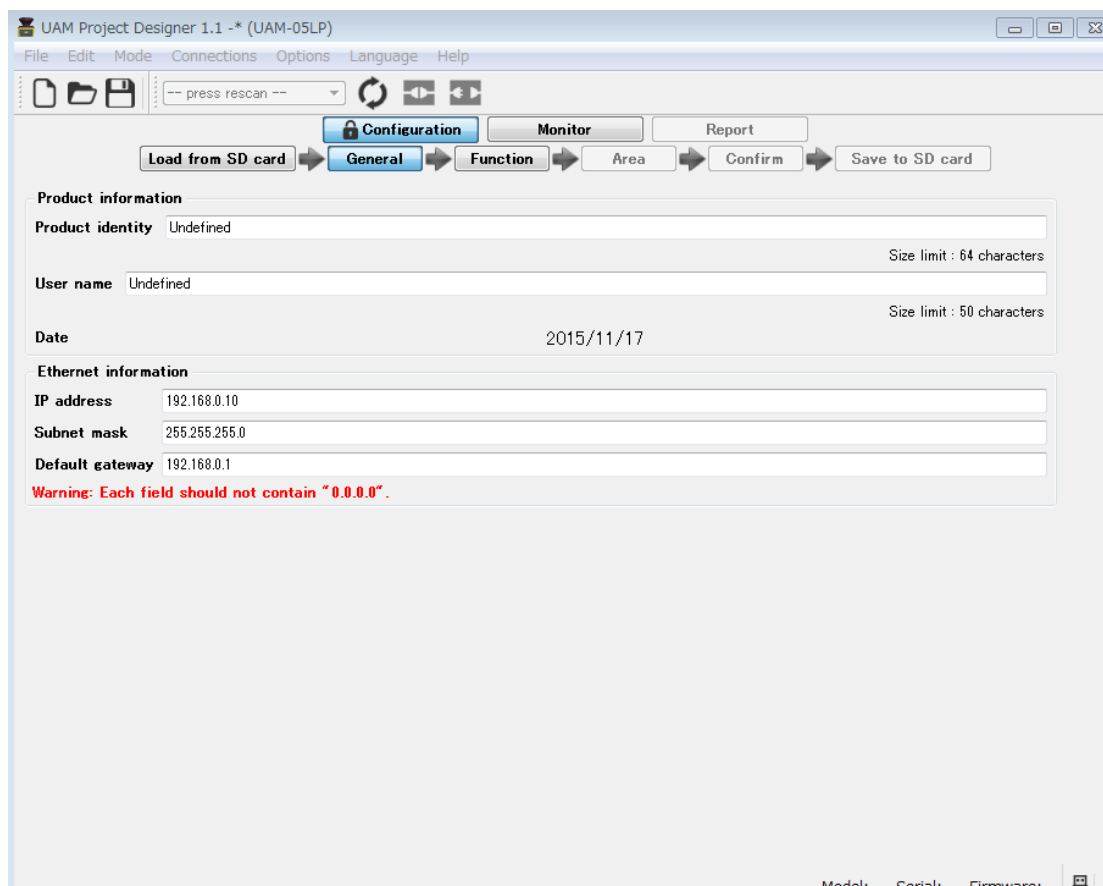 UAM Project Designer 1.1 -* (UAM-05LP)
File Edit Mode Connections Options Language Help
-- press rescan --
Configuration Monitor Report
Load from SD card General Function Area Confirm Save to SD card
Product information
Product identity Undefined
Size limit : 64 characters
User name Undefined
Size limit : 50 characters
Date 2015/11/17
Ethernet information
IP address 192.168.0.10
Subnet mask 255.255.255.0
Default gateway 192.168.0.1
Warning: Each field should not contain "0.0.0.0".
Model: Serial: Firmware: